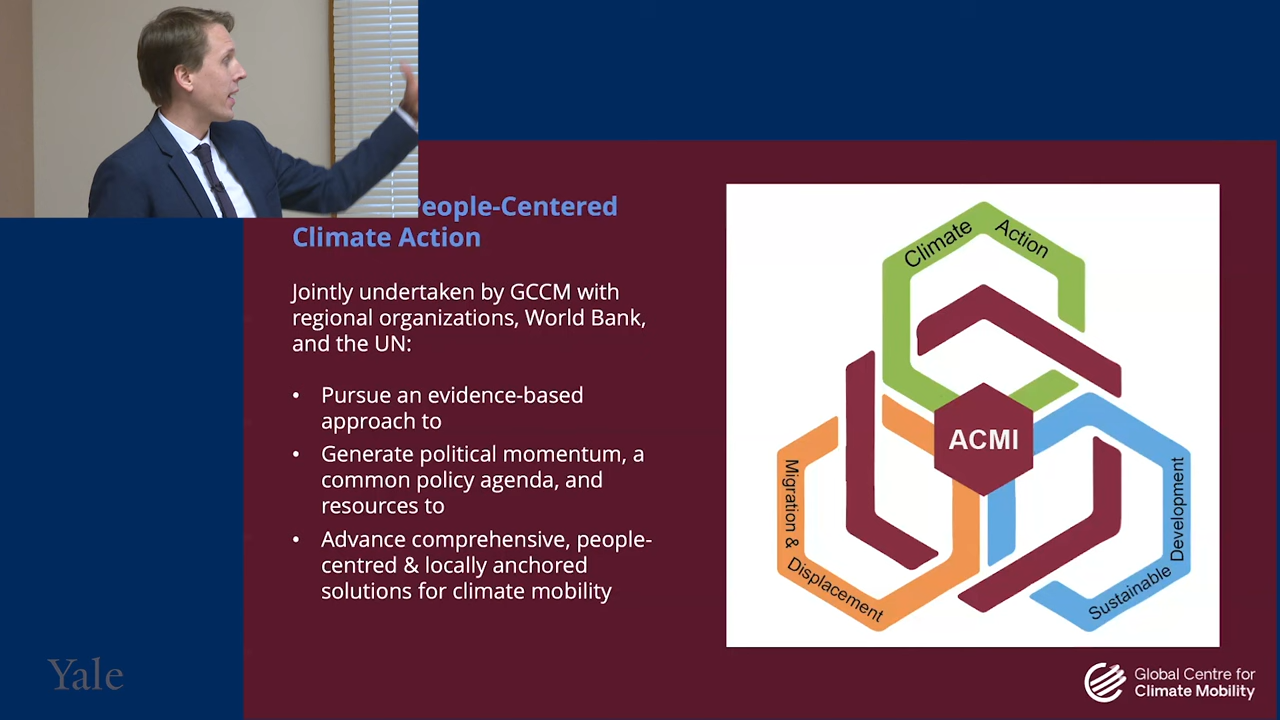 People-Centered
Climate Action
Jointly undertaken by GCCM with
regional organizations, World Bank,
and the UN:
• Pursue an evidence-based
approach to
• Generate political momentum, a
common policy agenda, and
resources to
• Advance comprehensive, people-
centred & locally anchored
solutions for climate mobility
Climate Action
ACMI
Migration &
Displacement
Sustainable
Development
Yale
Global Centre for
Climate Mobility